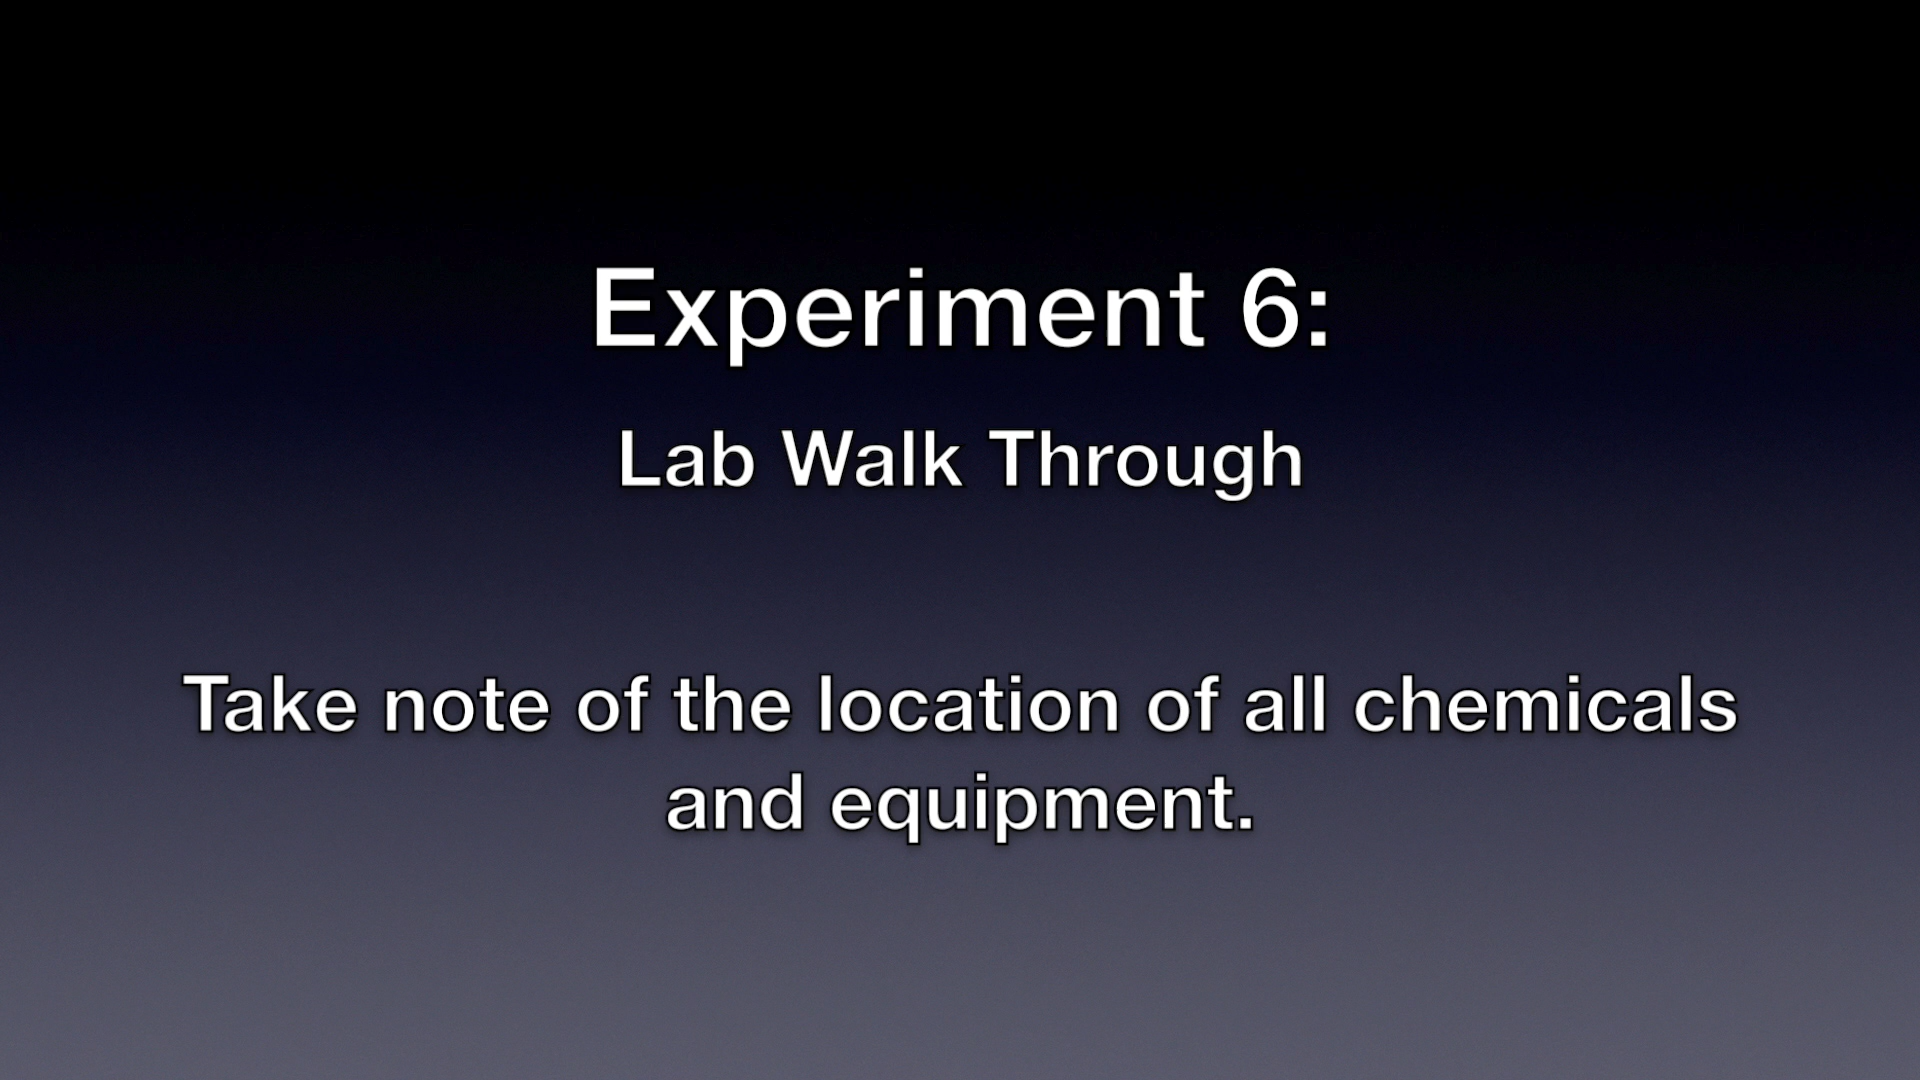 Experiment 6:
Lab Walk Through
Take note of the location of all chemicals
and equipment.